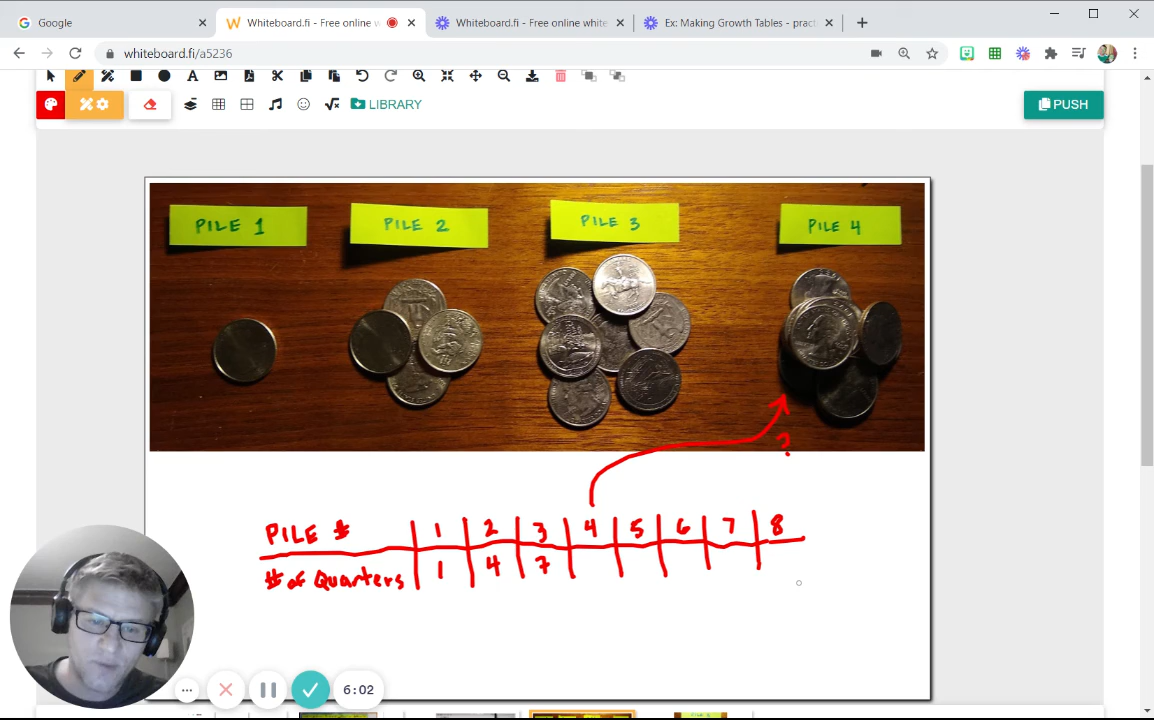 Google
Whiteboard.fi - Free online w
Whiteboard.fi - Free online white
Ex: Making Growth Tables - pract
whiteboard.fi/a5236
A
LIBRARY
PUSH
PILE 1
PILE 2
PILE 3
PILE 4
?
PILE # 1 2 3 4 5 6 7 8
# of Quarters 1 4 7
6:02